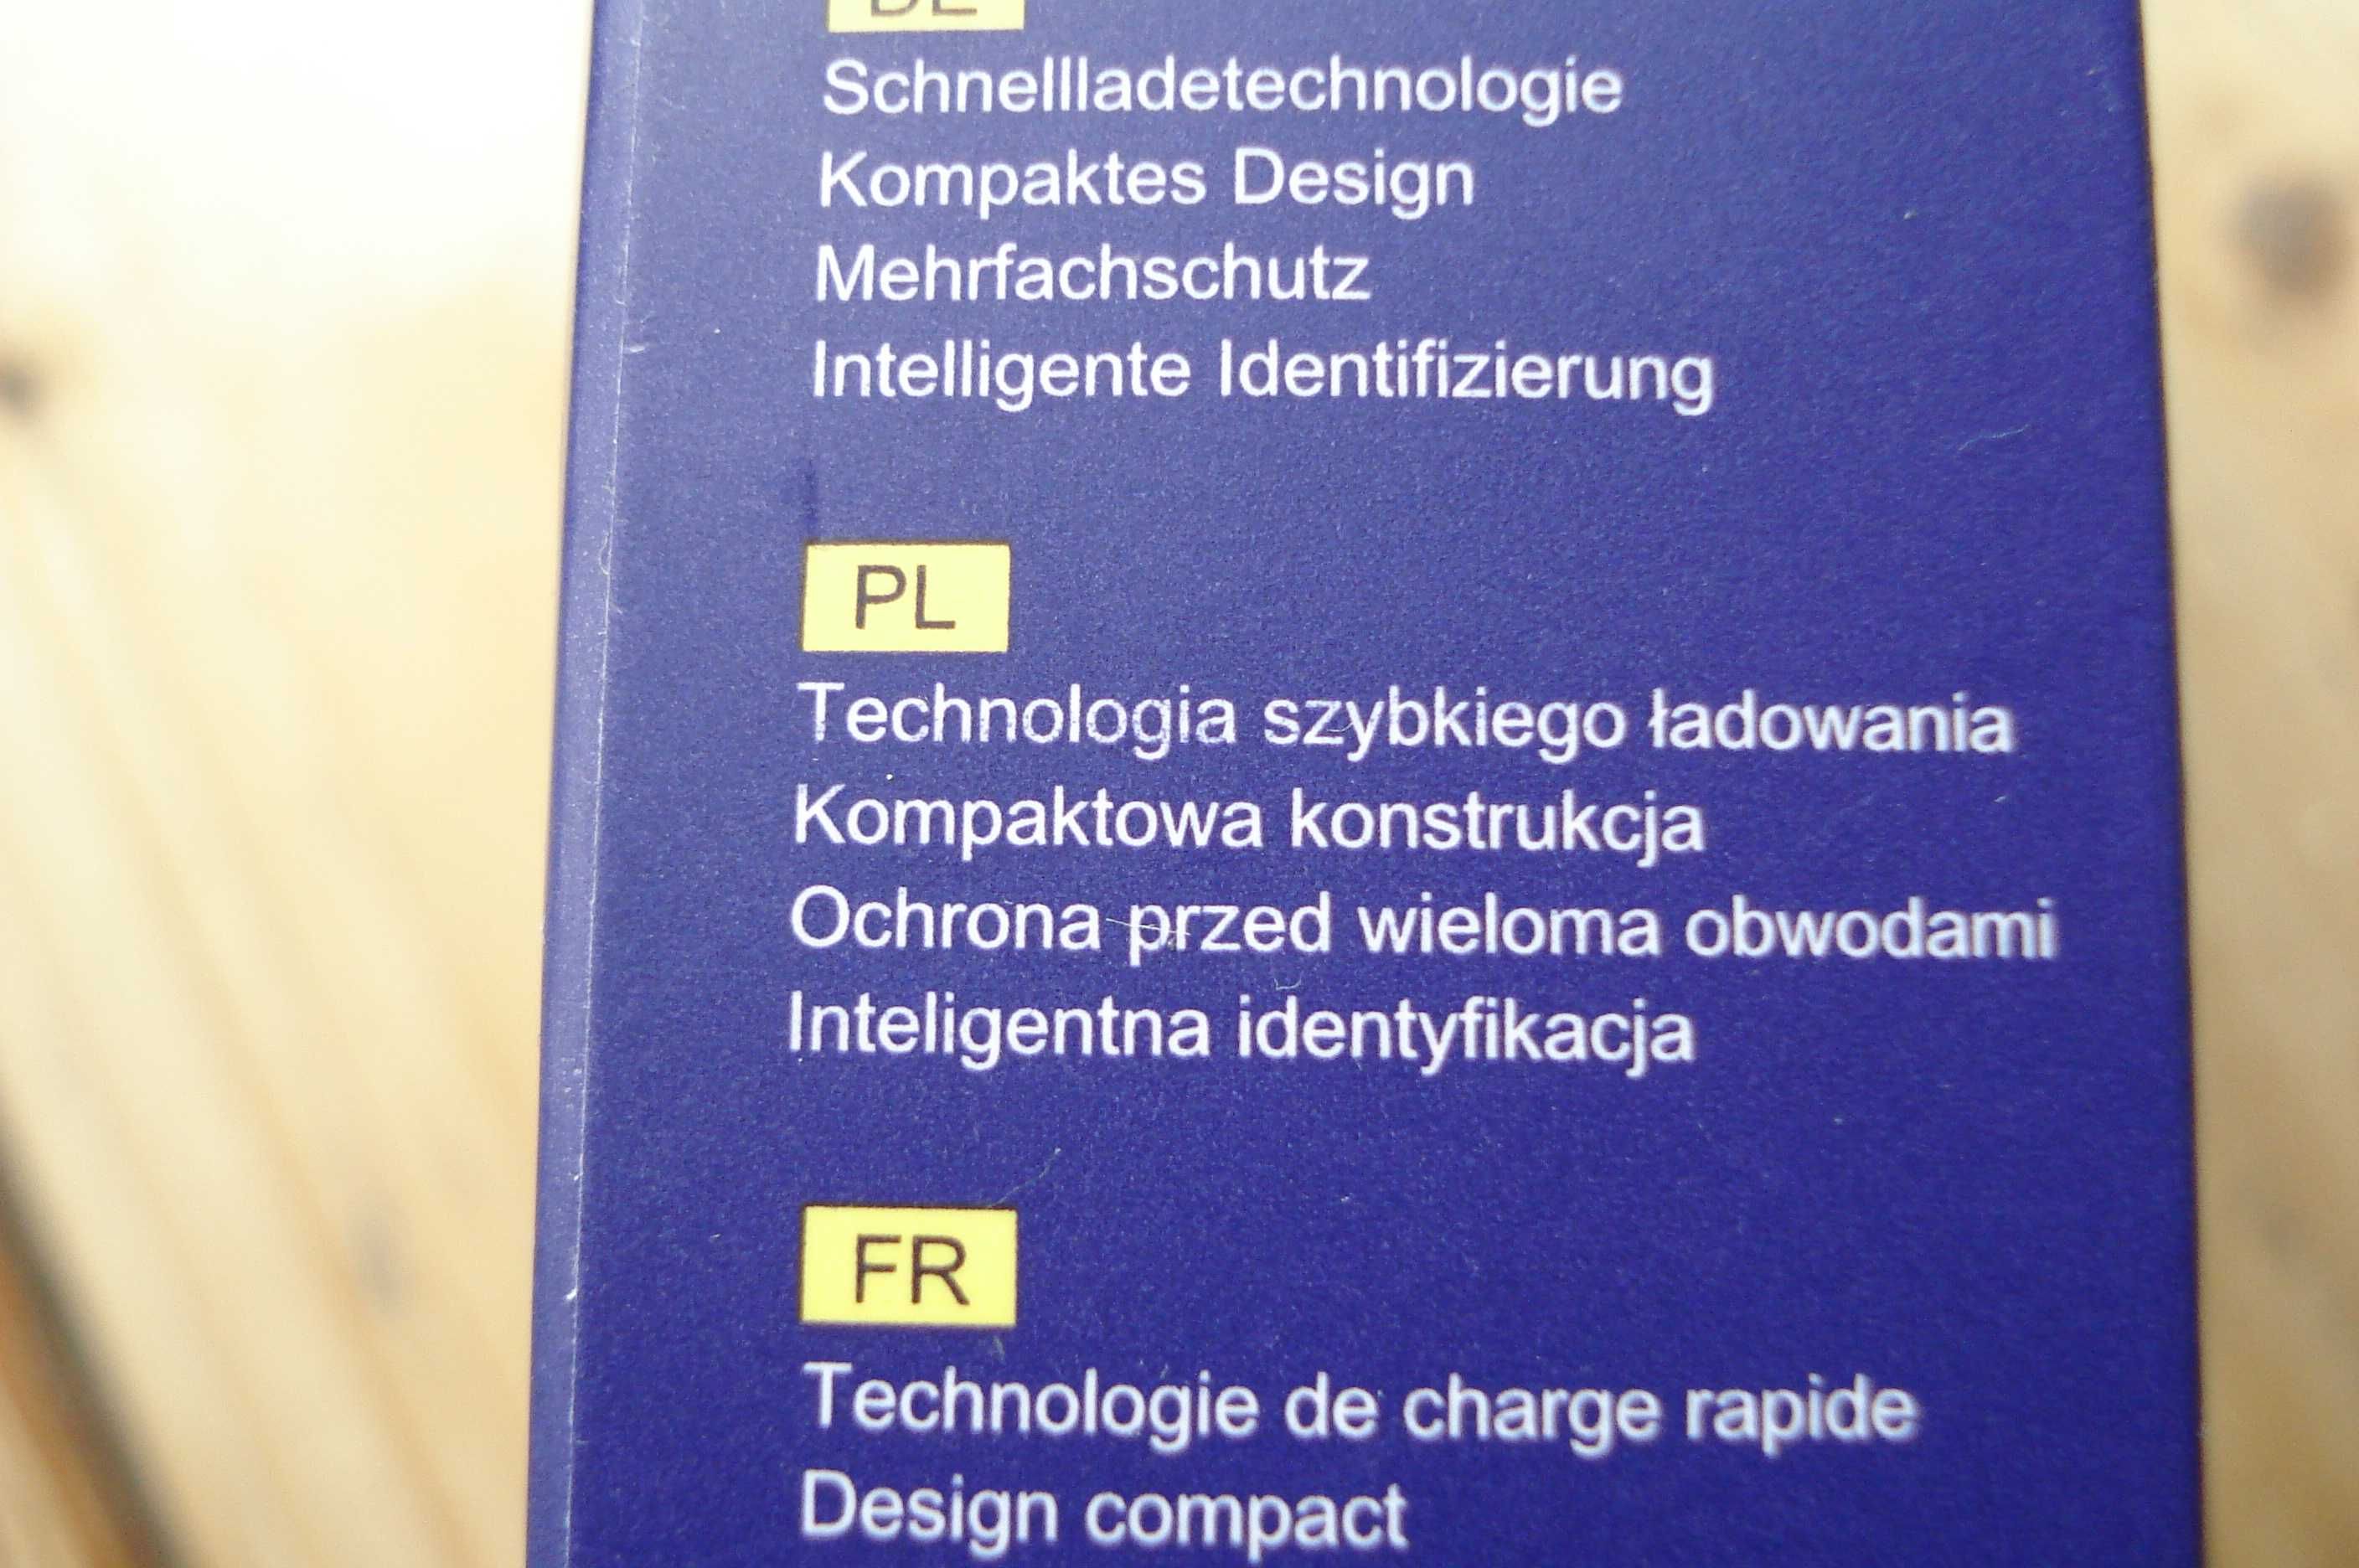 DE
Schnellladetechnologie
Kompaktes Design
Mehrfachschutz
Intelligente Identifizierung
PL
Technologia szybkiego ładowania
Kompaktowa konstrukcja
Ochrona przed wieloma obwodami
Inteligentna identyfikacja
FR
Technologie de charge rapide
Design compact